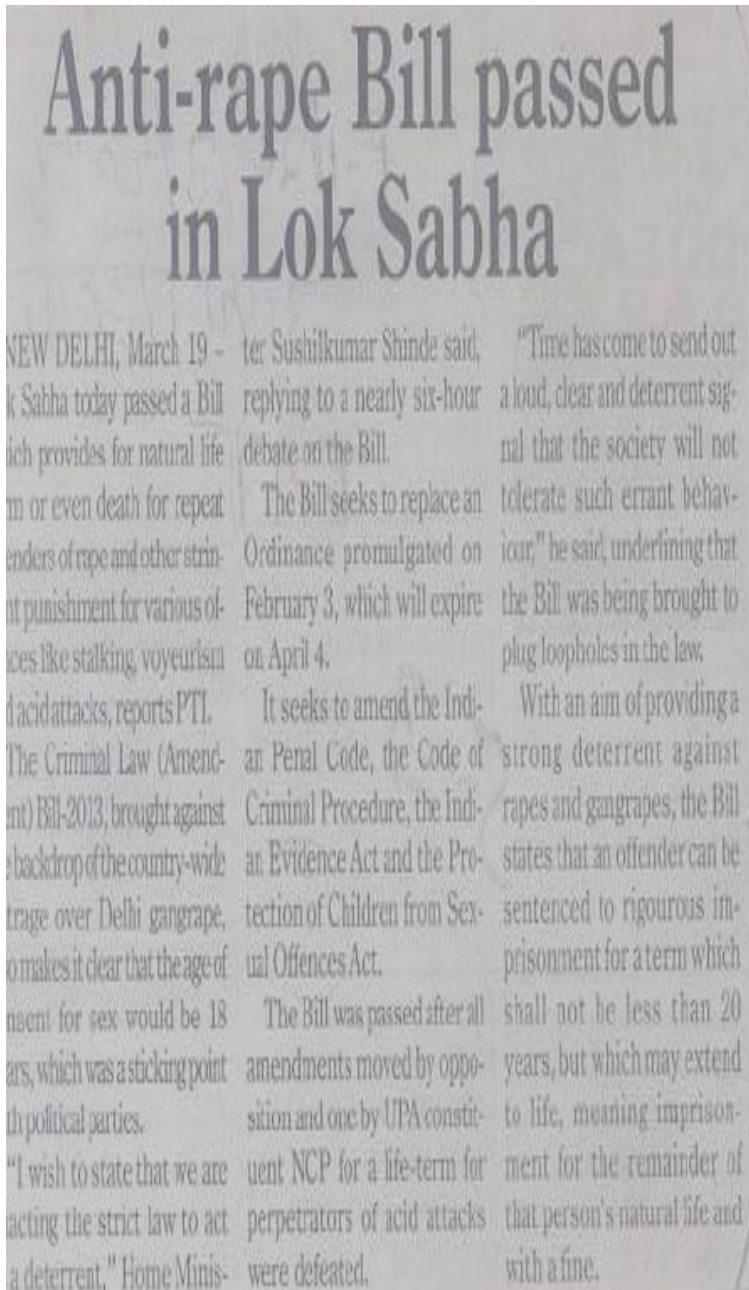 Anti-rape Bill passed
in Lok Sabha
NEW DELHI, March 19 –
k Sabha today passed a Bill
ich provides for natural life
m or even death for repeat
enders of rape and other strin-
nt punishment for various of-
ces like stalking, voyeurism
d acid attacks, reports PTI.
The Criminal Law (Amend-
ent) Bill-2013, brought against
e backdrop of the country-wide
trage over Delhi gangrape,
o makes it clear that the age of
nsent for sex would be 18
ars, which was a sticking point
th political parties.
"I wish to state that we are
acting the strict law to act
a deterrent," Home Minis-
ter Sushilkumar Shinde said,
replying to a nearly six-hour
debate on the Bill.
The Bill seeks to replace an
Ordinance promulgated on
February 3, which will expire
on April 4.
It seeks to amend the Indi-
an Penal Code, the Code of
Criminal Procedure, the Indi-
an Evidence Act and the Pro-
tection of Children from Sex-
ual Offences Act.
The Bill was passed after all
amendments moved by oppo-
sition and one by UPA constit-
uent NCP for a life-term for
perpetrators of acid attacks
were defeated.
"Time has come to send out
a loud, clear and deterrent sig-
nal that the society will not
tolerate such errant behav-
iour," he said, underlining that
the Bill was being brought to
plug loopholes in the law.
With an aim of providing a
strong deterrent against
rapes and gangrapes, the Bill
states that an offender can be
sentenced to rigourous im-
prisonment for a term which
shall not be less than 20
years, but which may extend
to life, meaning imprison-
ment for the remainder of
that person's natural life and
with a fine.